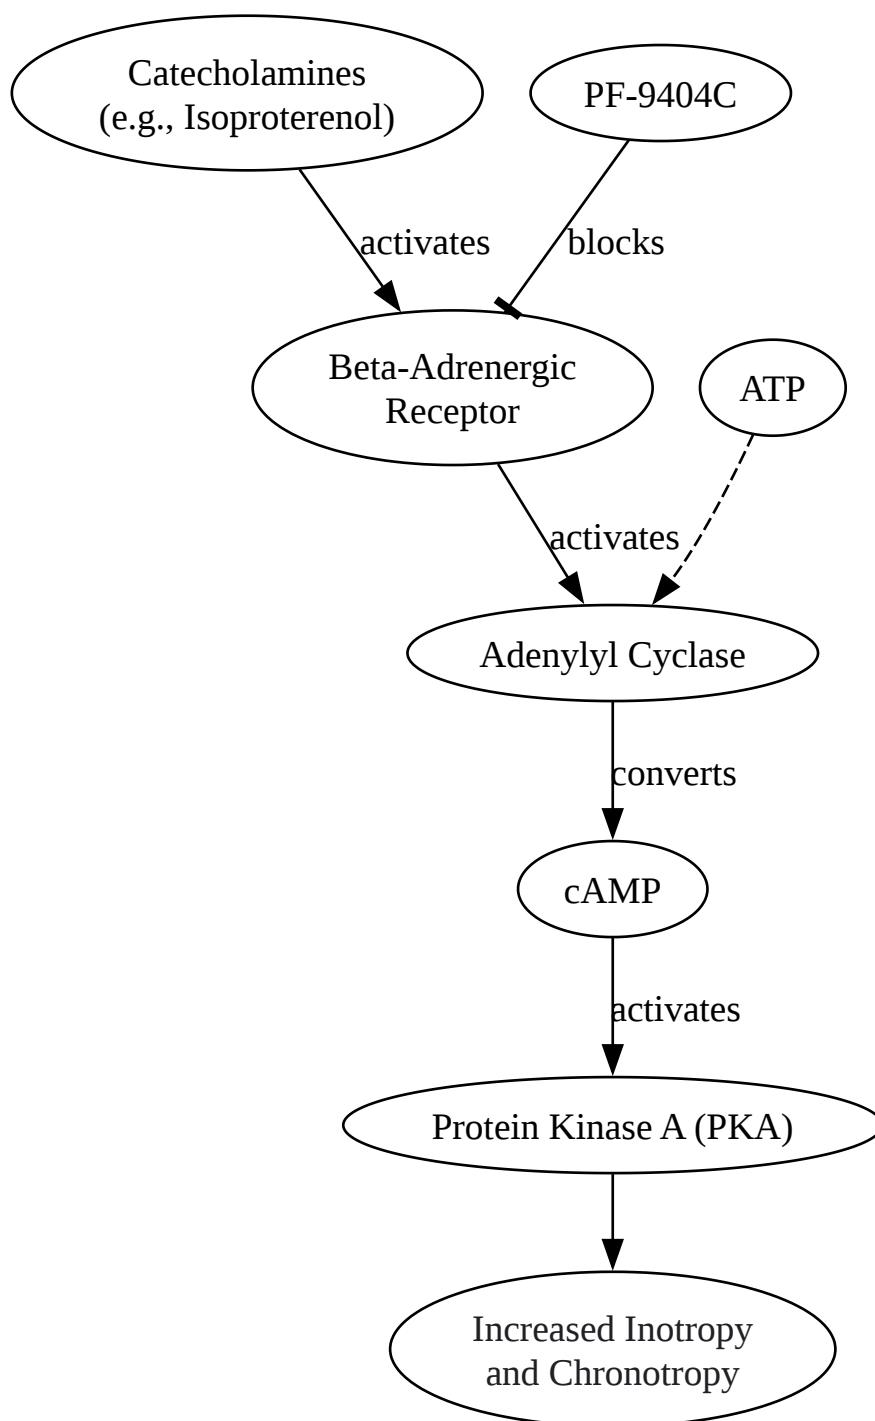 Catecholamines
(e.g., Isoproterenol)
PF-9404C
activates
blocks
Beta-Adrenergic
Receptor
ATP
activates
Adenylyl Cyclase
converts
cAMP
activates
Protein Kinase A (PKA)
Increased Inotropy
and Chronotropy